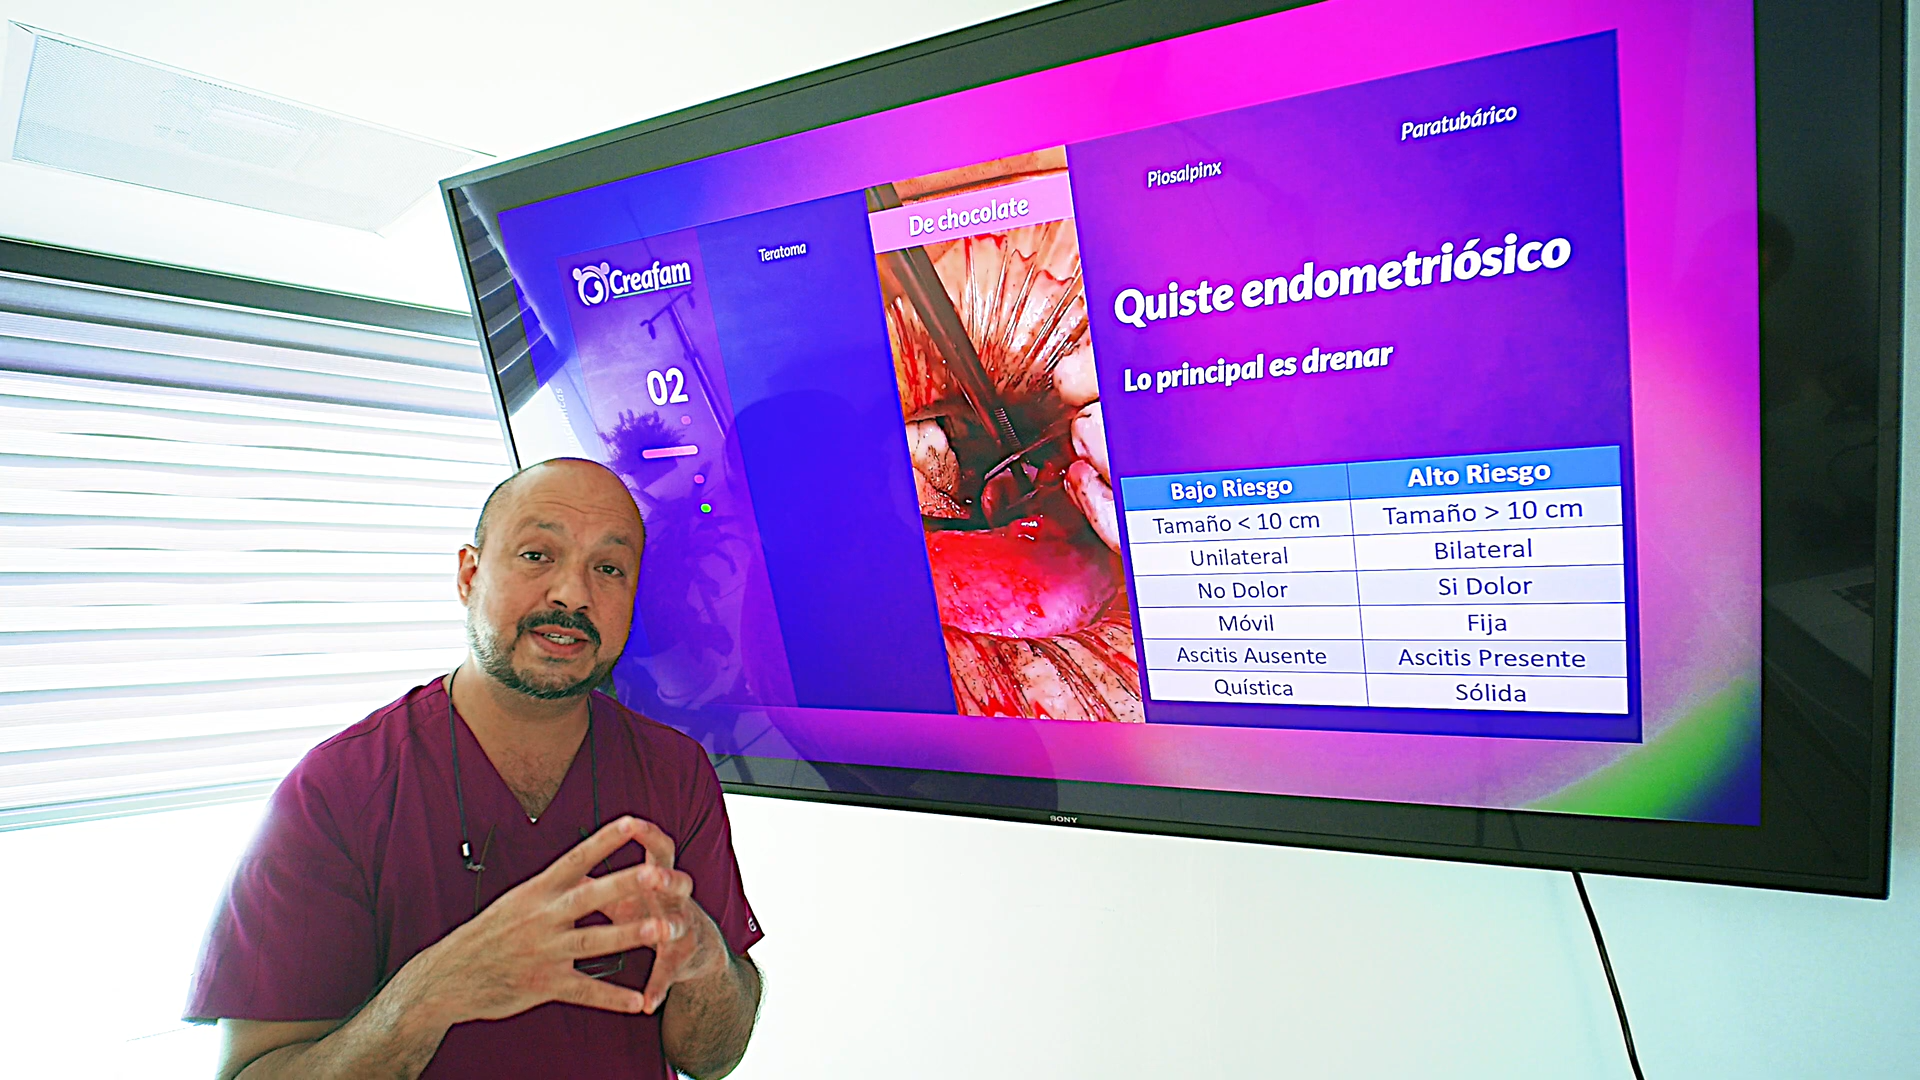 Creafam
02
Teratoma
De chocolate
Piosalpinx
Paratubárico
Quiste endometriósico
Lo principal es drenar
Bajo Riesgo Alto Riesgo
Tamaño < 10 cm Tamaño > 10 cm
Unilateral Bilateral
No Dolor Si Dolor
Móvil Fija
Ascitis Ausente Ascitis Presente
Quística Sólida
SONY